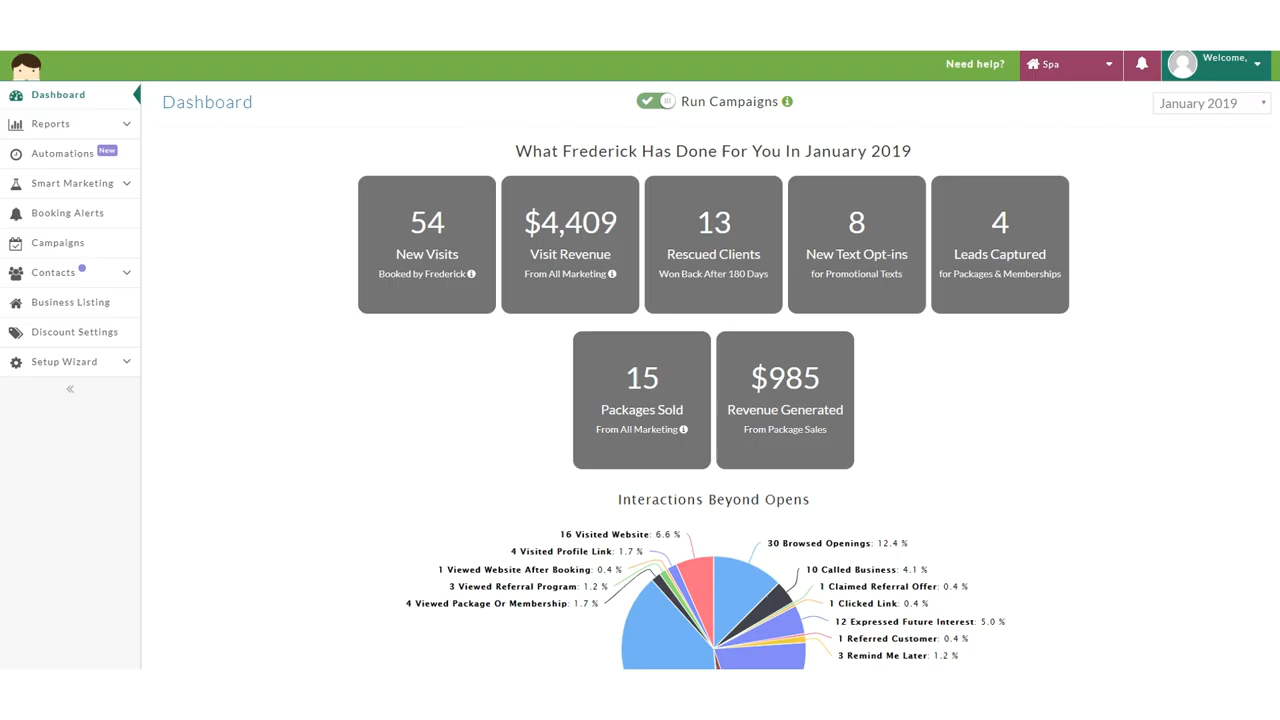 Need help?
Spa
Welcome,
Dashboard
Reports
Automations New
Smart Marketing
Booking Alerts
Campaigns
Contacts
Business Listing
Discount Settings
Setup Wizard
Dashboard
Run Campaigns
January 2019
What Frederick Has Done For You In January 2019
54
New Visits
Booked by Frederick
$4,409
Visit Revenue
From All Marketing
13
Rescued Clients
Won Back After 180 Days
8
New Text Opt-ins
for Promotional Texts
4
Leads Captured
for Packages & Memberships
15
Packages Sold
From All Marketing
$985
Revenue Generated
From Package Sales
Interactions Beyond Opens
16 Visited Website: 6.6 %
4 Visited Profile Link: 1.7 %
1 Viewed Website After Booking: 0.4 %
3 Viewed Referral Program: 1.2 %
4 Viewed Package Or Membership: 1.7 %
30 Browsed Openings: 12.4 %
10 Called Business: 4.1 %
1 Claimed Referral Offer: 0.4 %
1 Clicked Link: 0.4 %
12 Expressed Future Interest: 5.0 %
1 Referred Customer: 0.4 %
3 Remind Me Later: 1.2 %